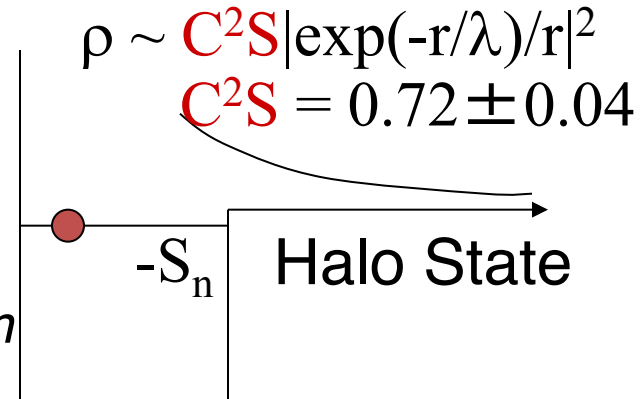 ρ ~ C²S|exp(-r/λ)/r|²
C²S = 0.72±0.04
-Sₙ
Halo State
n